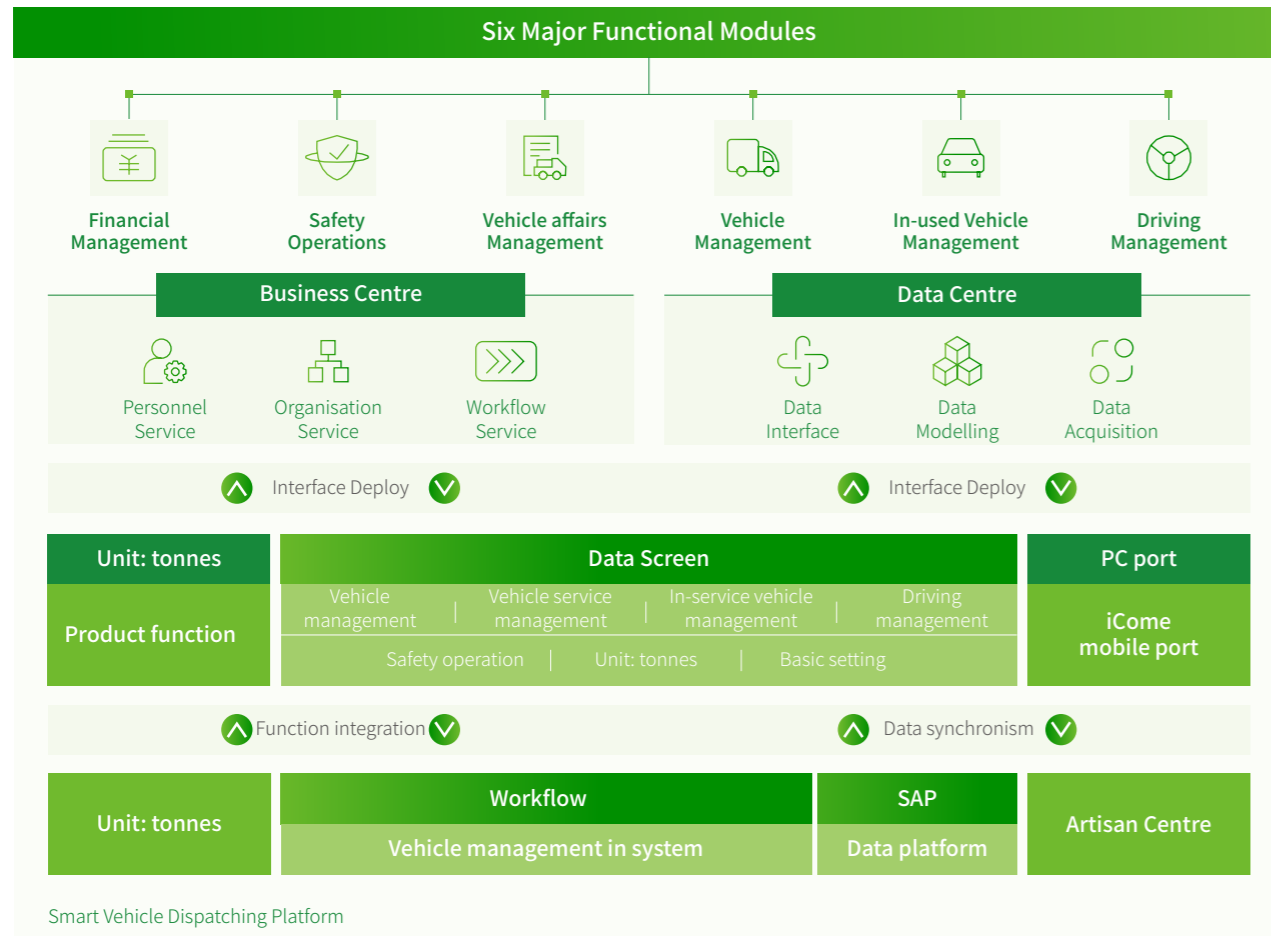 Six Major Functional Modules
Financial
Management
Safety
Operations
Vehicle affairs
Management
Vehicle
Management
In-used Vehicle
Management
Driving
Management
Business Centre
Data Centre
Personnel
Service
Organisation
Service
Workflow
Service
Data
Interface
Data
Modelling
Data
Acquisition
Interface Deploy
Interface Deploy
Unit: tonnes
Data Screen
PC port
Product function
Vehicle
management
Vehicle service
management
In-service vehicle
management
Driving
management
Safety operation
Unit: tonnes
Basic setting
iCome
mobile port
Function integration
Data synchronism
Unit: tonnes
Workflow
SAP
Vehicle management in system
Data platform
Artisan Centre
Smart Vehicle Dispatching Platform